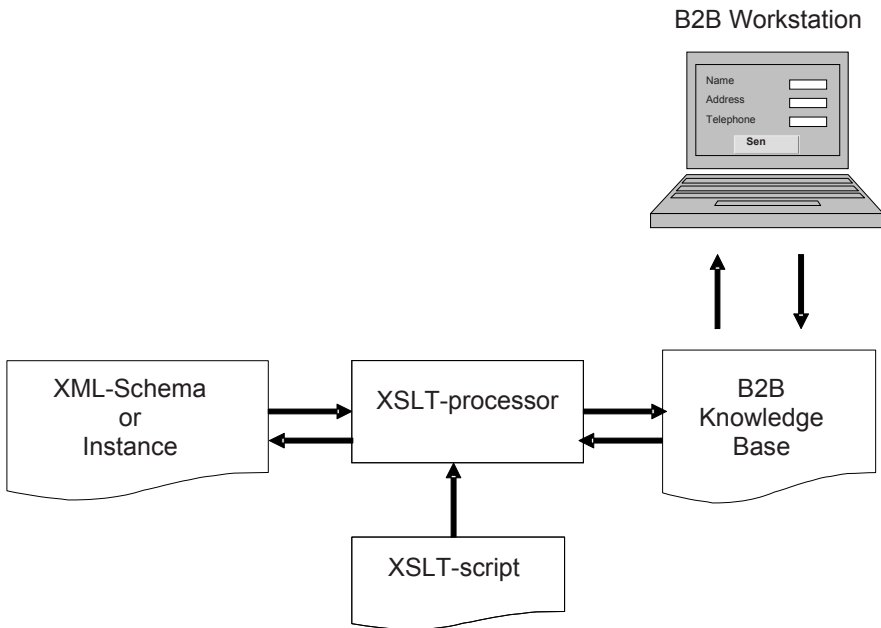 B2B Workstation
Name
Address
Telephone
Sen
XML-Schema
or
Instance
XSLT-processor
B2B
Knowledge
Base
XSLT-script